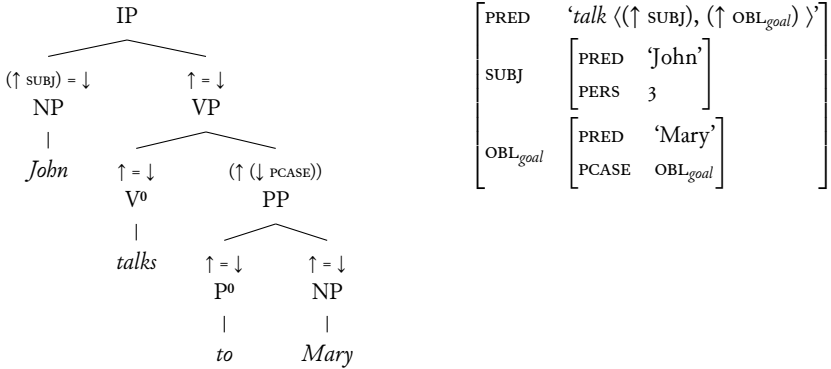 IP
(↑ SUBJ) = ↓ ↑ = ↓
NP VP
John ↑ = ↓ (↑ (↓ PCASE))
V⁰ PP
talks ↑ = ↓ ↑ = ↓
P⁰ NP
to Mary
PRED ‘talk ⟨(↑ SUBJ), (↑ OBLgoal) ⟩’
SUBJ PRED ‘John’
PERS 3
OBLgoal PRED ‘Mary’
PCASE OBLgoal